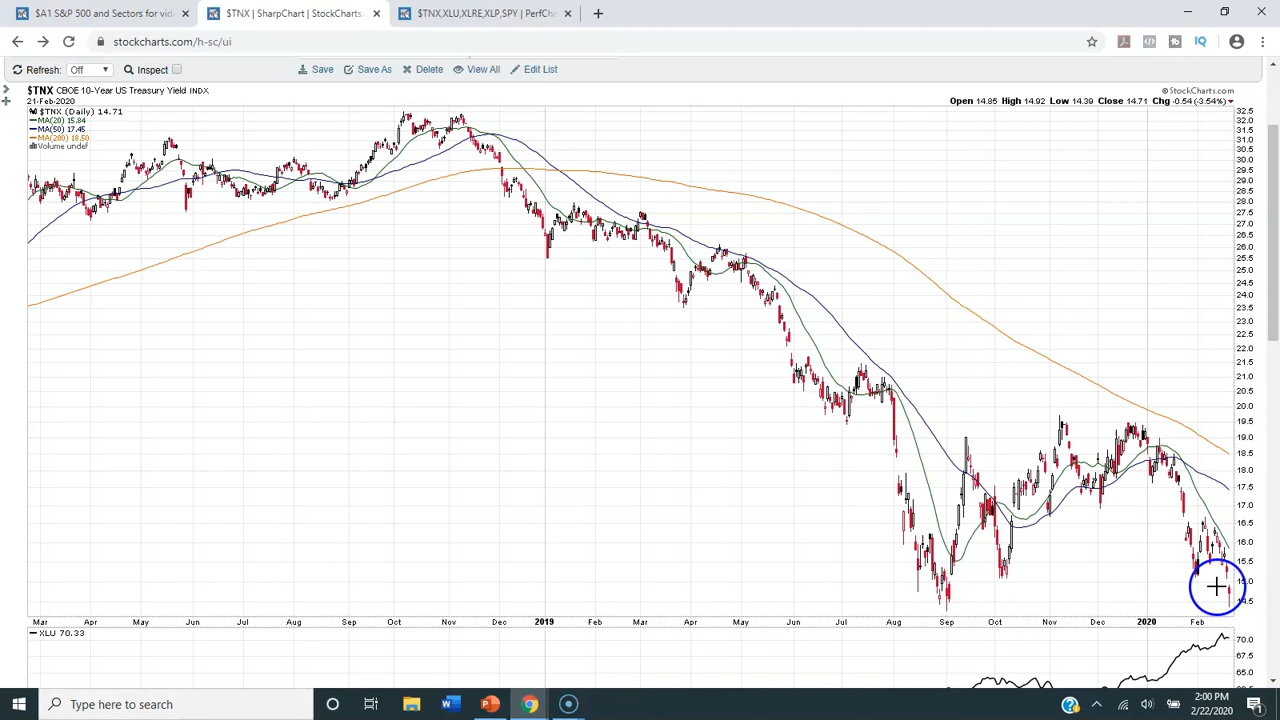 $A1 S&P 500 and Sectors for vid
$TNX | SharpChart | StockCharts.
$TNX,XLU,XLRE,XLP,SPY | PerfCh
stockcharts.com/h-sc/ui
Refresh: Off Inspect Save Save As Delete View All Edit List
$TNX CBOE 10-Year US Treasury Yield INDX
© StockCharts.com
21-Feb-2020
Open 14.85 High 14.92 Low 14.39 Close 14.71 Chg -0.54 (-3.54%)
$TNX (Daily) 14.71
MA(20) 15.84
MA(50) 17.45
MA(200) 18.50
Volume undef
32.5
32.0
31.5
31.0
30.5
30.0
29.5
29.0
28.5
28.0
27.5
27.0
26.5
26.0
25.5
25.0
24.5
24.0
23.5
23.0
22.5
22.0
21.5
21.0
20.5
20.0
19.5
19.0
18.5
18.0
17.5
17.0
16.5
16.0
15.5
15.0
14.5
Mar Apr May Jun Jul Aug Sep Oct Nov Dec 2019 Feb Mar Apr May Jun Jul Aug Sep Oct Nov Dec 2020 Feb
XLU 70.33
70.0
67.5
65.0
Type here to search
2:00 PM
2/22/2020